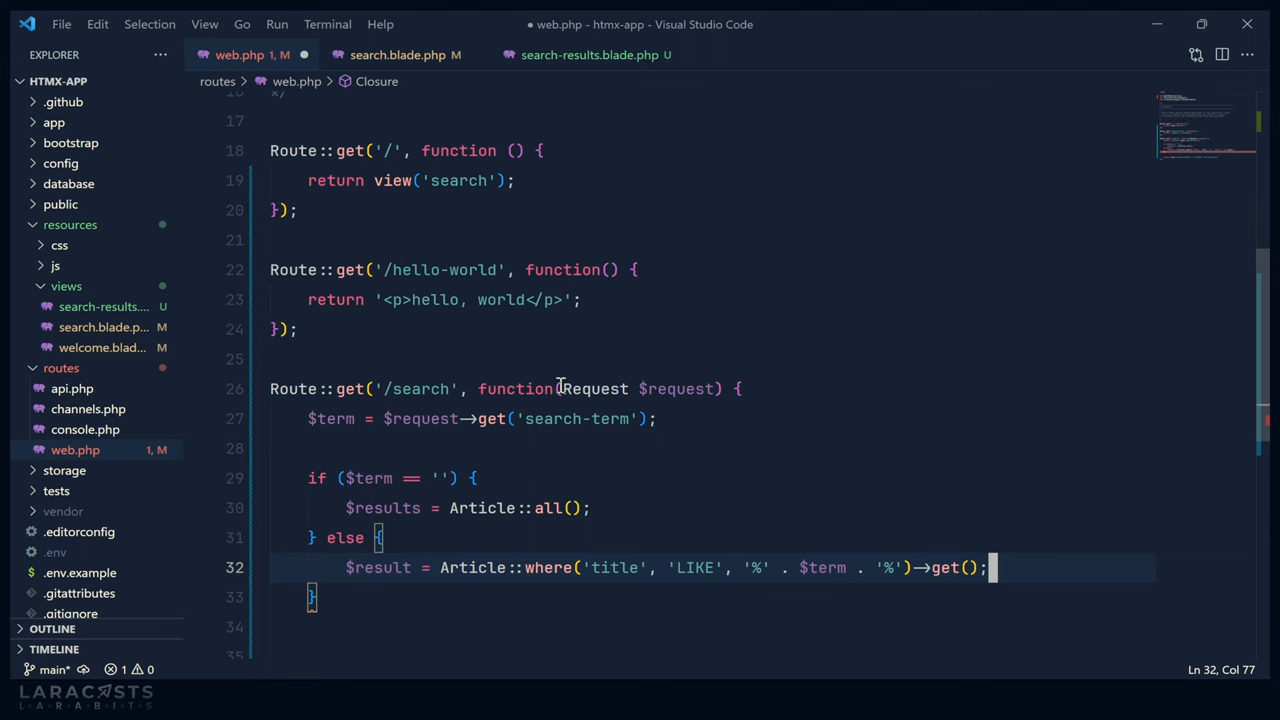 File Edit Selection View Go Run Terminal Help
● web.php - htmx-app - Visual Studio Code
EXPLORER
HTMX-APP
.github
app
bootstrap
config
database
public
resources
css
js
views
search-results.... U
search.blade.p... M
welcome.blad... M
routes
api.php
channels.php
console.php
web.php 1, M
storage
tests
vendor
.editorconfig
.env
.env.example
.gitattributes
.gitignore
OUTLINE
TIMELINE
web.php 1, M
search.blade.php M
search-results.blade.php U
routes > web.php > Closure
17
18 Route::get('/', function () {
19 return view('search');
20 });
21
22 Route::get('/hello-world', function() {
23 return '<p>hello, world</p>';
24 });
25
26 Route::get('/search', function(Request $request) {
27 $term = $request->get('search-term');
28
29 if ($term == '') {
30 $results = Article::all();
31 } else {
32 $result = Article::where('title', 'LIKE', '%' . $term . '%')->get();
33 }
34
35
main* 1 0
Ln 32, Col 77
LARACASTS
LARABITS